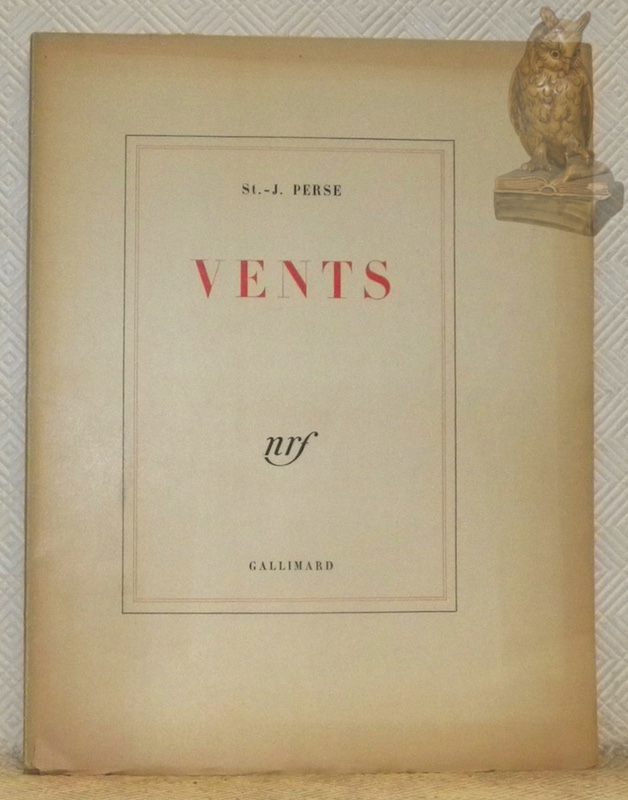 St.-J. PERSE
VENTS
nrf
GALLIMARD